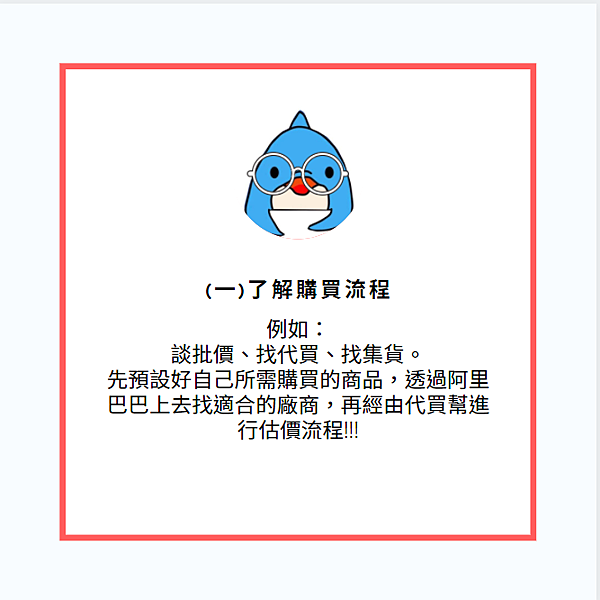 (一)了解購買流程
例如：
談批價、找代買、找集貨。
先預設好自己所需購買的商品，透過阿里
巴巴上去找適合的廠商，再經由代買幫進
行估價流程!!!